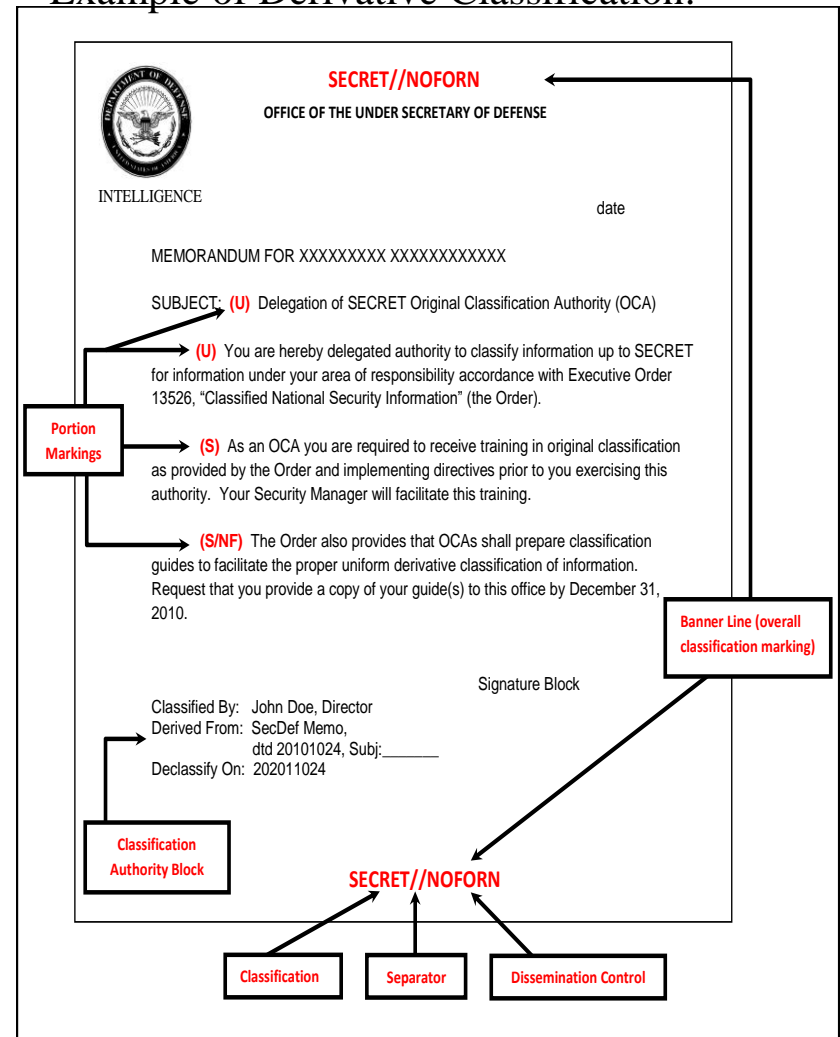 Example of Derivative Classification:
SECRET//NOFORN
OFFICE OF THE UNDER SECRETARY OF DEFENSE
DEPARTMENT OF DEFENSE
UNITED STATES OF AMERICA
INTELLIGENCE
date
MEMORANDUM FOR XXXXXXXXX XXXXXXXXXXXX
SUBJECT: (U) Delegation of SECRET Original Classification Authority (OCA)
(U) You are hereby delegated authority to classify information up to SECRET
for information under your area of responsibility accordance with Executive Order
13526, “Classified National Security Information” (the Order).
Portion
Markings
(S) As an OCA you are required to receive training in original classification
as provided by the Order and implementing directives prior to you exercising this
authority. Your Security Manager will facilitate this training.
(S/NF) The Order also provides that OCAs shall prepare classification
guides to facilitate the proper uniform derivative classification of information.
Request that you provide a copy of your guide(s) to this office by December 31,
2010.
Banner Line (overall
classification marking)
Signature Block
Classified By: John Doe, Director
Derived From: SecDef Memo,
dtd 20101024, Subj:_______
Declassify On: 202011024
Classification
Authority Block
SECRET//NOFORN
Classification
Separator
Dissemination Control